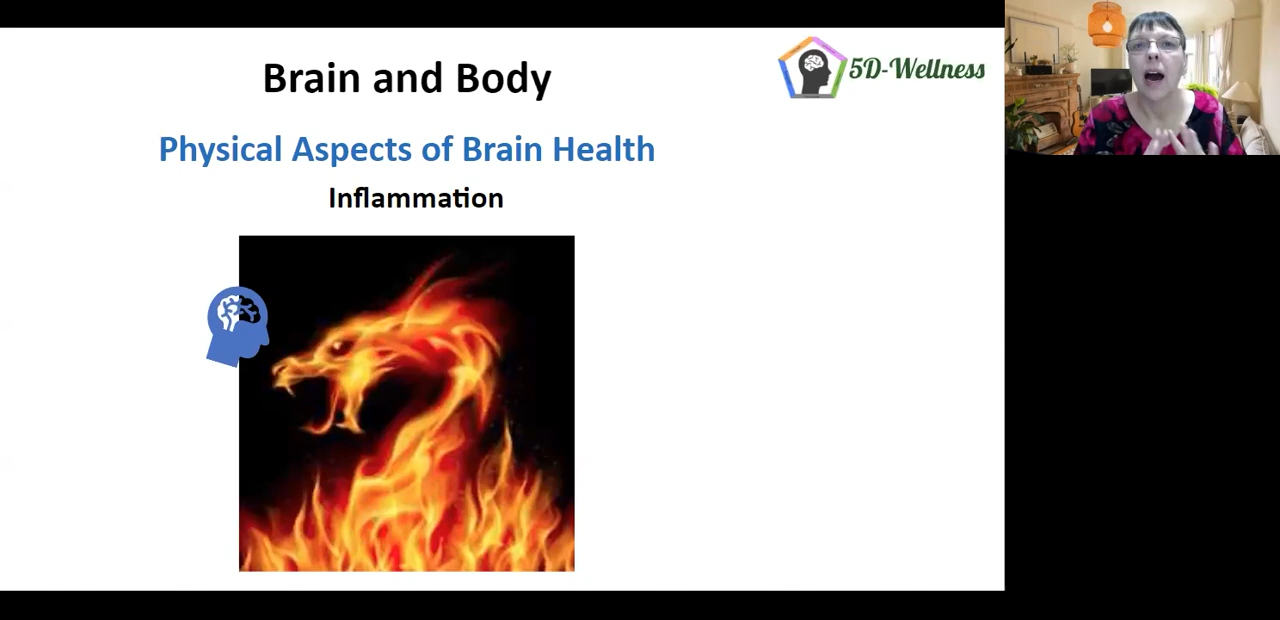 Brain and Body
5D-Wellness
Physical Aspects of Brain Health
Inflammation